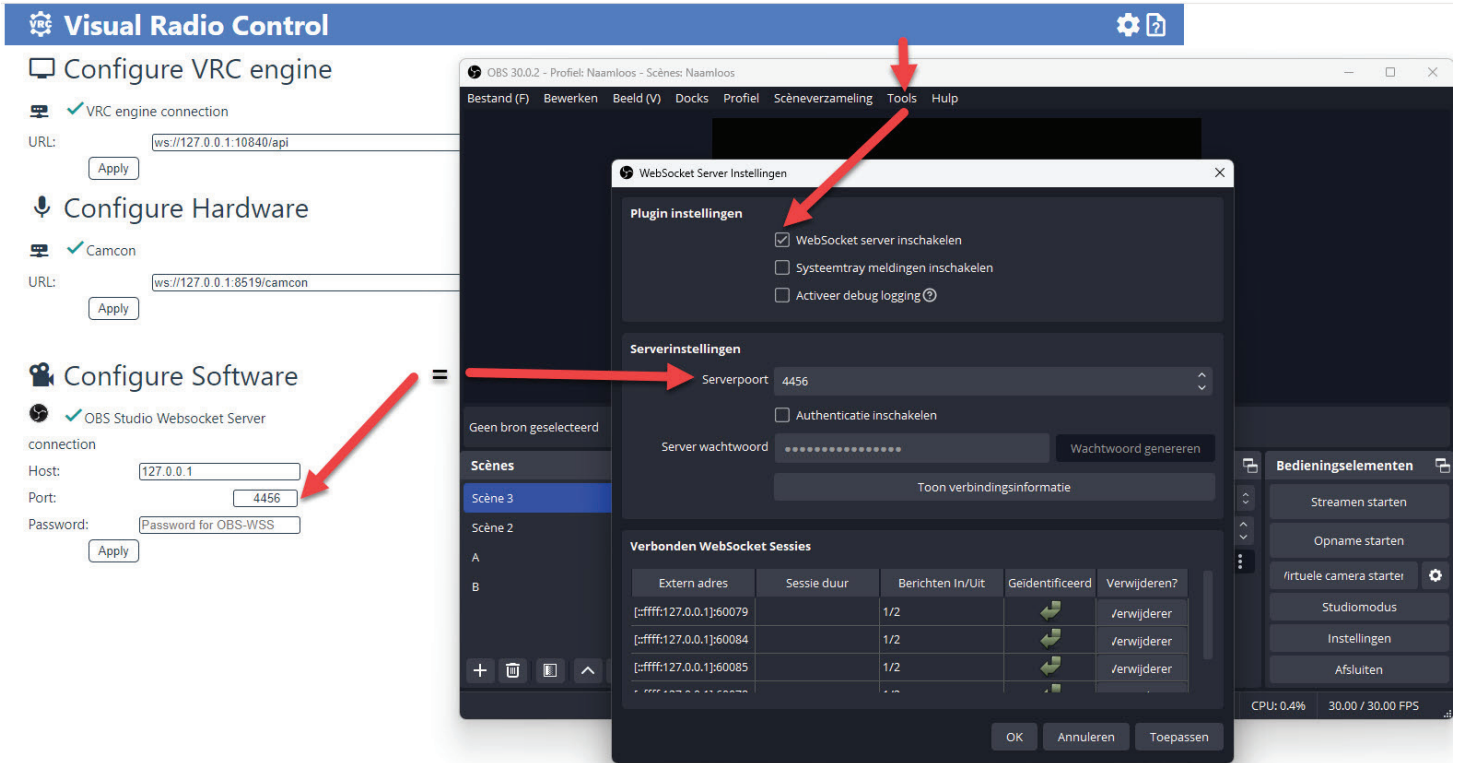 VRC Visual Radio Control
Configure VRC engine
VRC engine connection
URL: ws://127.0.0.1:10840/api
Apply
Configure Hardware
Camcon
URL: ws://127.0.0.1:8519/camcon
Apply
Configure Software
OBS Studio Websocket Server
connection
Host: 127.0.0.1
Port: 4456
Password: Password for OBS-WSS
Apply
=
OBS 30.0.2 - Profiel: Naamloos - Scènes: Naamloos
Bestand (F) Bewerken Beeld (V) Docks Profiel Scèneverzameling Tools Hulp
WebSocket Server Instellingen
Plugin instellingen
WebSocket server inschakelen
Systeemtray meldingen inschakelen
Activeer debug logging
Serverinstellingen
Serverpoort 4456
Authenticatie inschakelen
Server wachtwoord
Wachtwoord genereren
Toon verbindingsinformatie
Verbonden WebSocket Sessies
Extern adres Sessie duur Berichten In/Uit Geïdentificeerd Verwijderen?
[::ffff:127.0.0.1]:60079 1/2
[::ffff:127.0.0.1]:60084 1/2
[::ffff:127.0.0.1]:60085 1/2
OK Annuleren Toepassen
Geen bron geselecteerd
Scènes
Scène 3
Scène 2
A
B
Bedieningselementen
Streamen starten
Opname starten
Studiomodus
Instellingen
Afsluiten
CPU: 0.4% 30.00 / 30.00 FPS